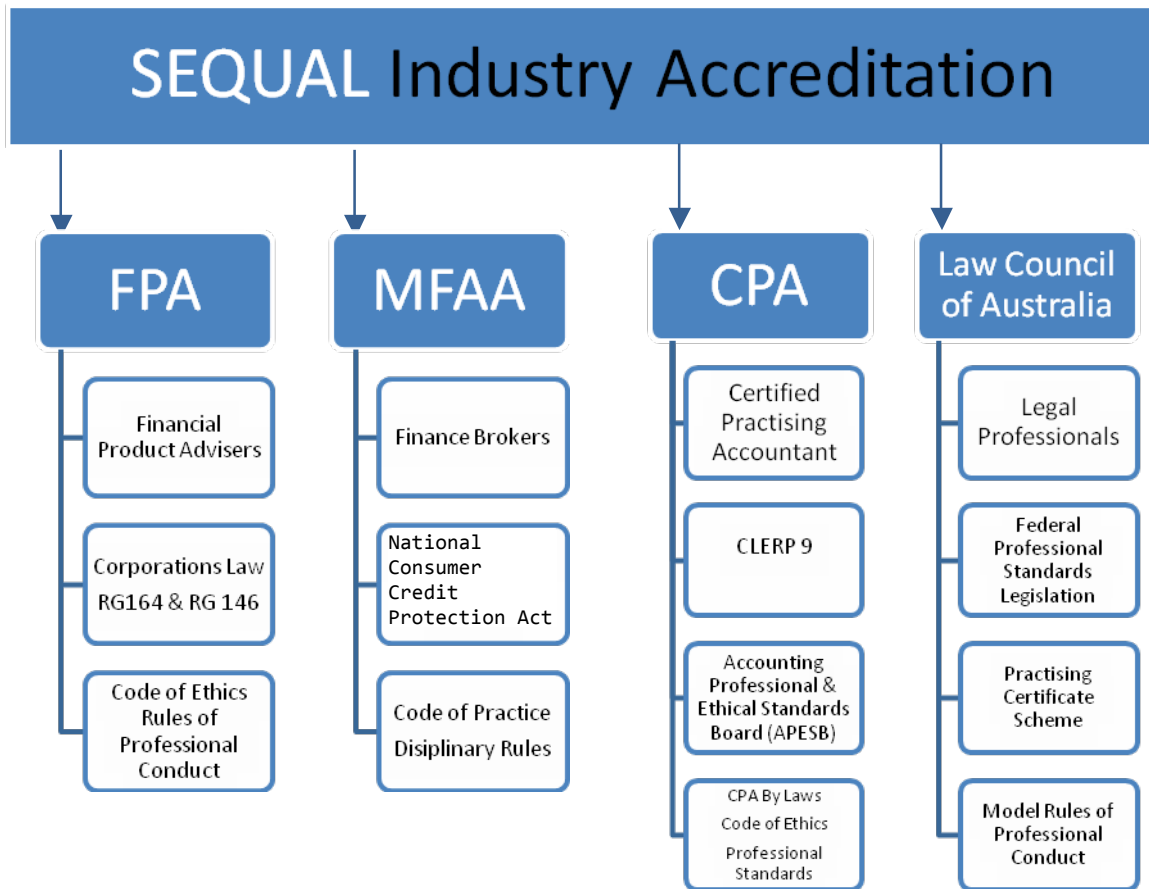 SEQUAL Industry Accreditation
FPA
Financial
Product Advisers
Corporations Law
RG164 & RG 146
Code of Ethics
Rules of
Professional
Conduct
MFAA
Finance Brokers
National
Consumer
Credit
Protection Act
Code of Practice
Disiplinary Rules
CPA
Certified
Practising
Accountant
CLERP 9
Accounting
Professional &
Ethical Standards
Board (APESB)
CPA By Laws
Code of Ethics
Professional
Standards
Law Council
of Australia
Legal
Professionals
Federal
Professional
Standards
Legislation
Practising
Certificate
Scheme
Model Rules of
Professional
Conduct